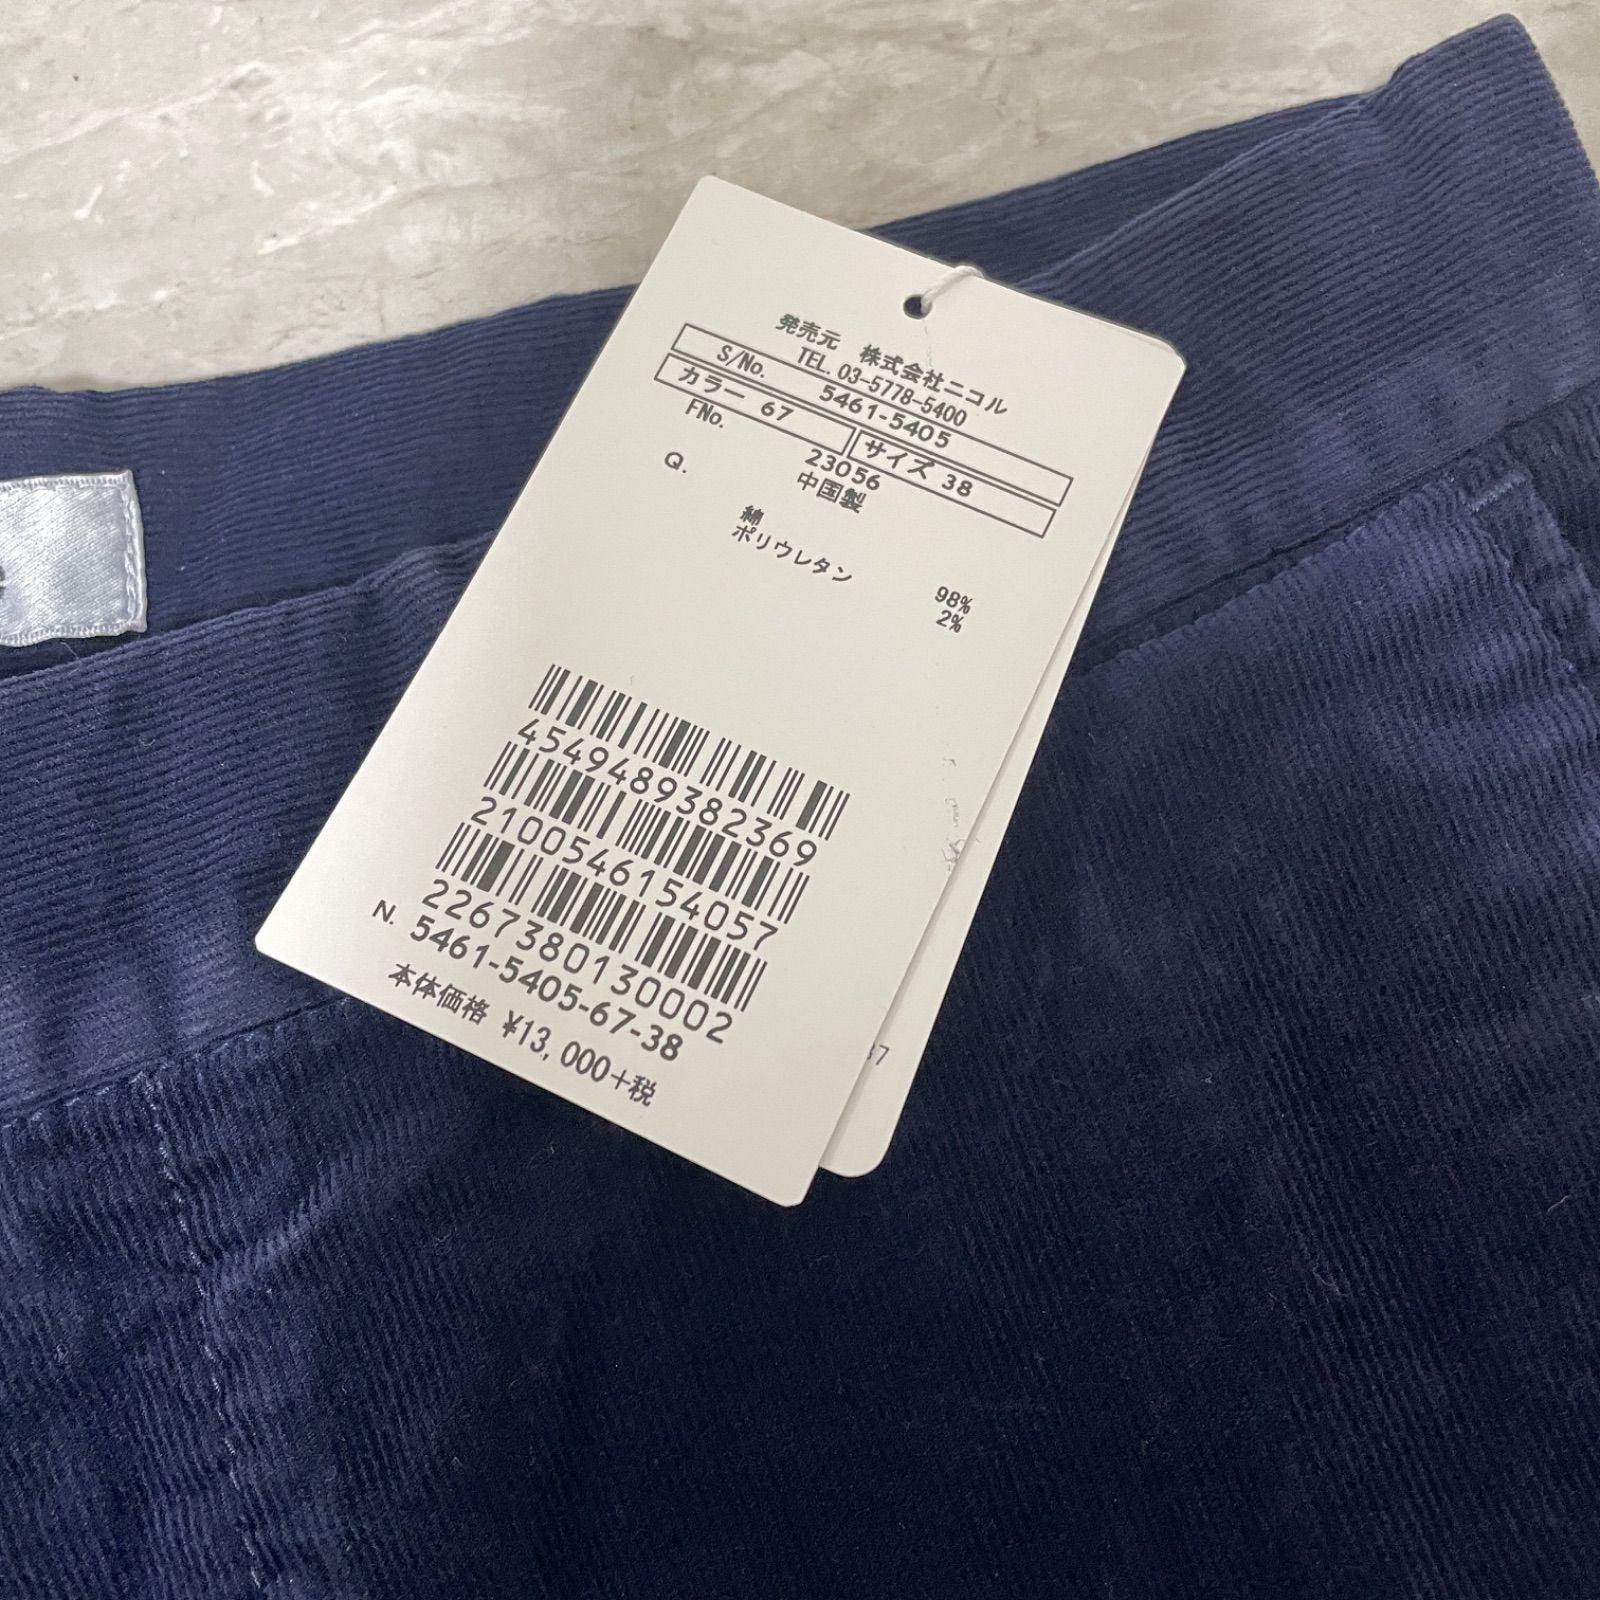 発売元 株式会社ニコル
TEL. 03-5778-5400
S/No. 5461-5405
カラー 67 サイズ 38
FNo. 23056
中国製
Q.
綿 98%
ポリウレタン 2%
4549489382369
2100546154057
2267380130002
N. 5461-5405-67-38
本体価格 ¥13,000+税